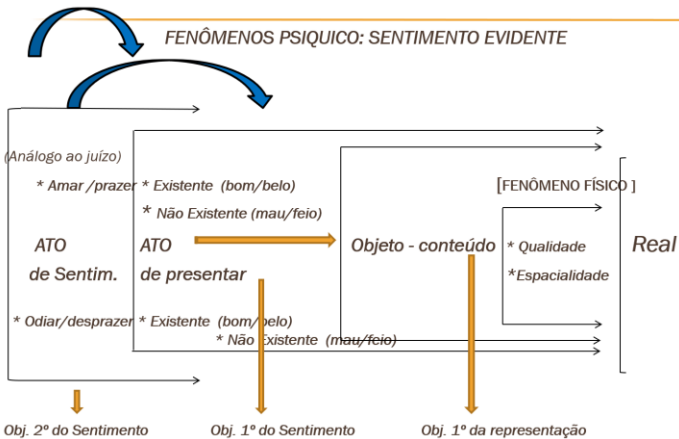 FENÔMENOS PSIQUICO: SENTIMENTO EVIDENTE
(Análogo ao juízo)
* Amar /prazer * Existente (bom/belo)
[FENÔMENO FÍSICO ]
* Não Existente (mau/feio)
ATO ATO Objeto - conteúdo * Qualidade Real
de Sentim. de presentar *Espacialidade
* Odiar/desprazer * Existente (bom/belo)
* Não Existente (mau/feio)
Obj. 2º do Sentimento Obj. 1º do Sentimento Obj. 1º da representação